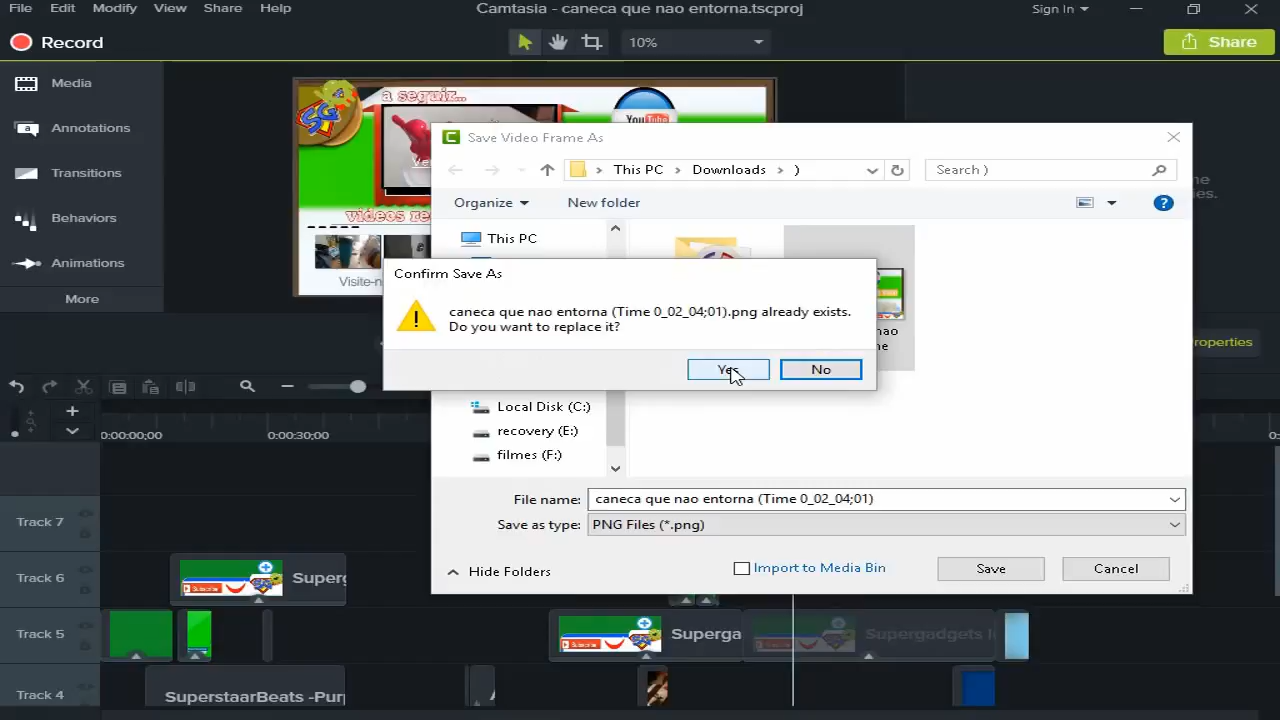 File Edit Modify View Share Help
Camtasia - caneca que nao entorna.tscproj
Sign In
Record
10%
Share
Media
Annotations
Transitions
Behaviors
Animations
More
a seguir...
YouTube
Visite-n
Save Video Frame As
This PC > Downloads > )
Search )
Organize
New folder
This PC
Confirm Save As
caneca que nao entorna (Time 0_02_04;01).png already exists.
Do you want to replace it?
Yes
No
Local Disk (C:)
recovery (E:)
filmes (F:)
File name: caneca que nao entorna (Time 0_02_04;01)
Save as type: PNG Files (*.png)
Hide Folders
Import to Media Bin
Save
Cancel
roperties
0:00:00;00
0:00:30;00
Track 7
Track 6
Superg
Track 5
Superga
Supergadgets I
Track 4
SuperstaarBeats -Pur